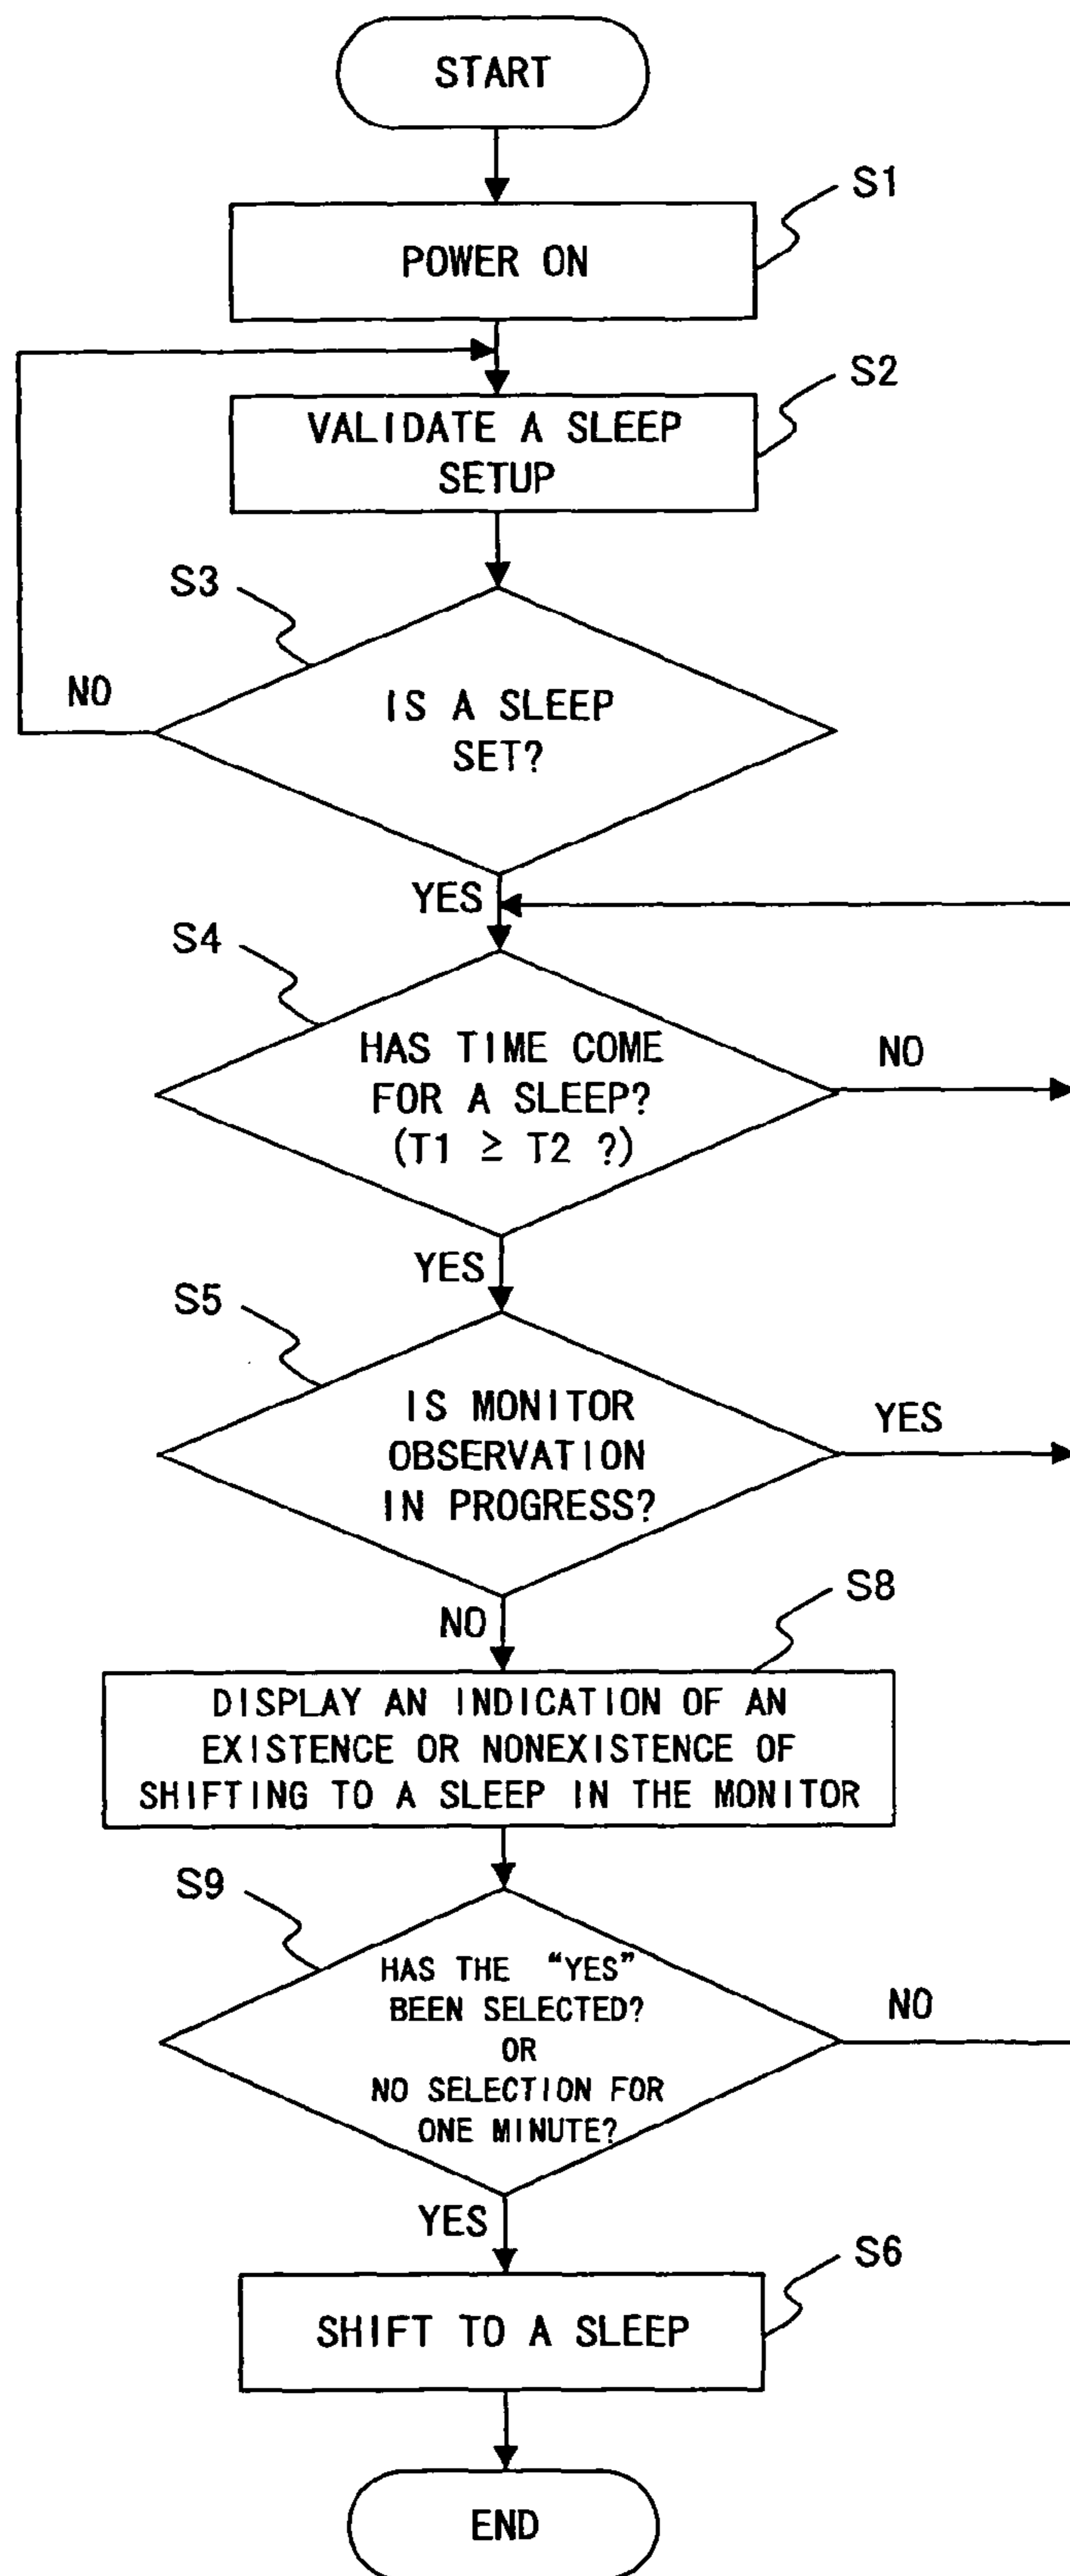 START
S1
POWER ON
S2
VALIDATE A SLEEP
SETUP
S3
NO
IS A SLEEP
SET?
YES
S4
HAS TIME COME
FOR A SLEEP?
(T1 ≥ T2 ?)
NO
YES
S5
IS MONITOR
OBSERVATION
IN PROGRESS?
YES
NO
S8
DISPLAY AN INDICATION OF AN
EXISTENCE OR NONEXISTENCE OF
SHIFTING TO A SLEEP IN THE MONITOR
S9
HAS THE “YES”
BEEN SELECTED?
OR
NO SELECTION FOR
ONE MINUTE?
NO
YES
S6
SHIFT TO A SLEEP
END